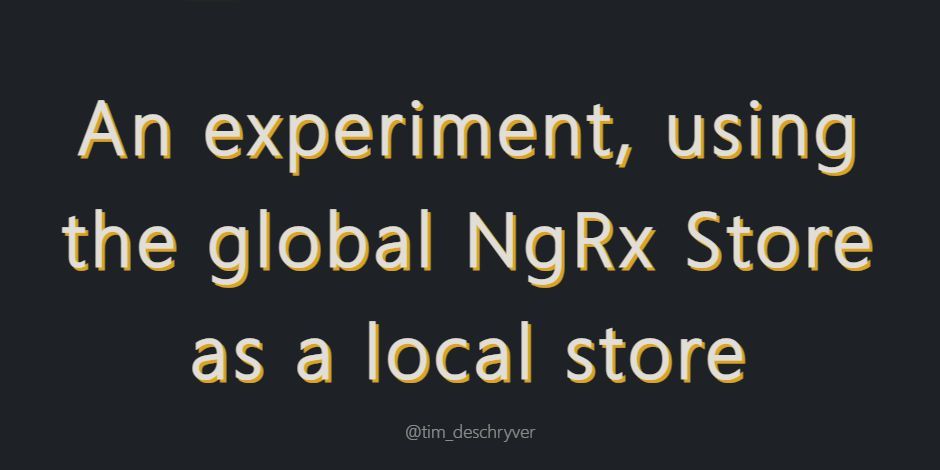 An experiment, using
the global NgRx Store
as a local store
@tim_deschryver